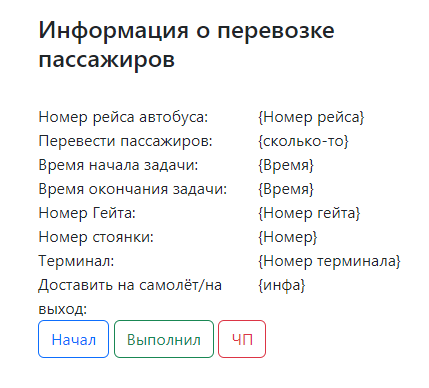 Информация о перевозке
пассажиров
Номер рейса автобуса: {Номер рейса}
Перевести пассажиров: {сколько-то}
Время начала задачи: {Время}
Время окончания задачи: {Время}
Номер Гейта: {Номер гейта}
Номер стоянки: {Номер}
Терминал: {Номер терминала}
Доставить на самолёт/на {инфа}
выход:
Начал Выполнил ЧП